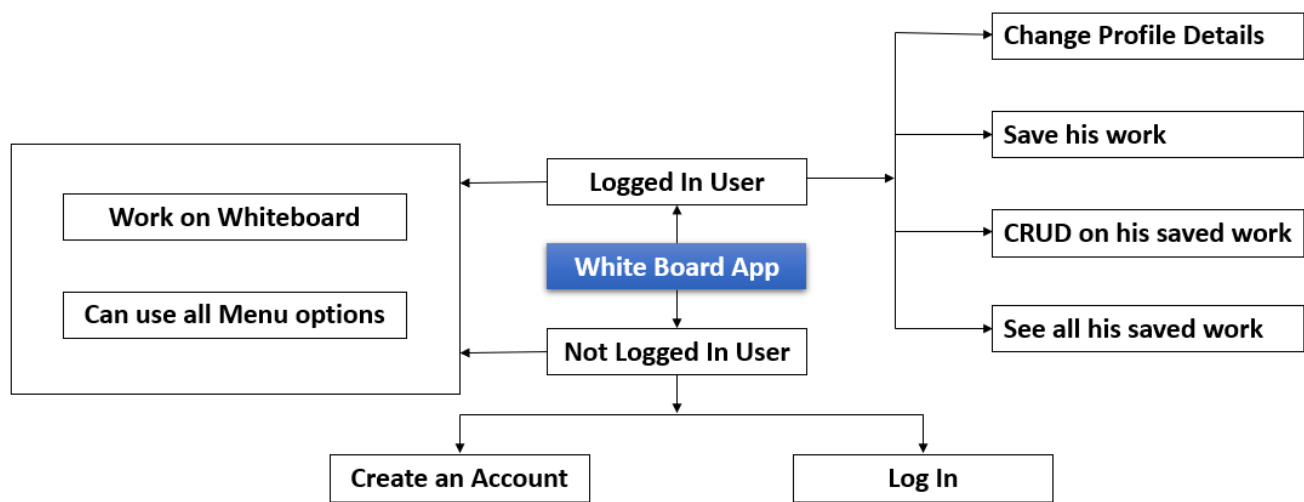 Change Profile Details
Save his work
Logged In User
Work on Whiteboard
CRUD on his saved work
White Board App
Can use all Menu options
See all his saved work
Not Logged In User
Create an Account
Log In